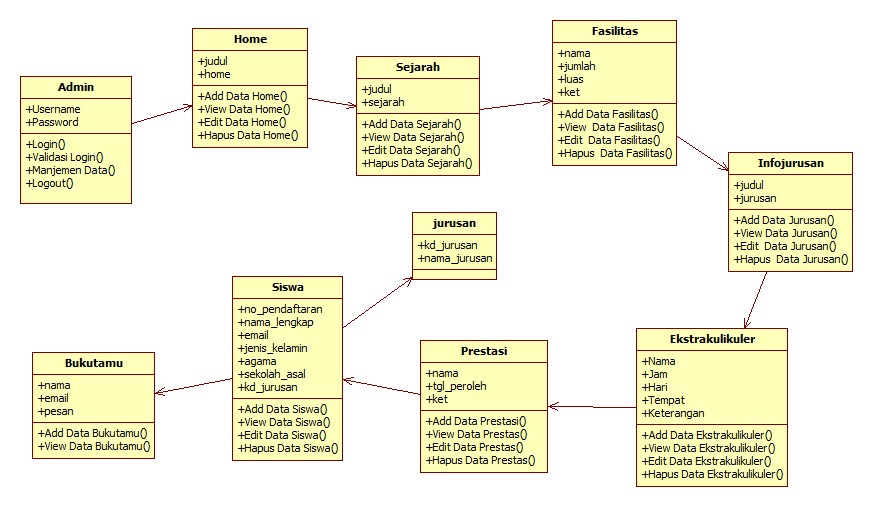 Admin
+Username
+Password
+Login()
+Validasi Login()
+Manjemen Data()
+Logout()
Home
+judul
+home
+Add Data Home()
+View Data Home()
+Edit Data Home()
+Hapus Data Home()
Sejarah
+judul
+sejarah
+Add Data Sejarah()
+View Data Sejarah()
+Edit Data Sejarah()
+Hapus Data Sejarah()
Fasilitas
+nama
+jumlah
+luas
+ket
+Add Data Fasilitas()
+View  Data Fasilitas()
+Edit  Data Fasilitas()
+Hapus  Data Fasilitas()
Infojurusan
+judul
+jurusan
+Add Data Jurusan()
+View Data Jurusan()
+Edit  Data Jurusan()
+Hapus  Data Jurusan()
jurusan
+kd_jurusan
+nama_jurusan
Siswa
+no_pendaftaran
+nama_lengkap
+email
+jenis_kelamin
+agama
+sekolah_asal
+kd_jurusan
+Add Data Siswa()
+View Data Siswa()
+Edit Data Siswa()
+Hapus Data Siswa()
Bukutamu
+nama
+email
+pesan
+Add Data Bukutamu()
+View Data Bukutamu()
Prestasi
+nama
+tgl_peroleh
+ket
+Add Data Prestasi()
+View Data Prestas()
+Edit Data Prestas()
+Hapus Data Prestas()
Ekstrakulikuler
+Nama
+Jam
+Hari
+Tempat
+Keterangan
+Add Data Ekstrakulikuler()
+View Data Ekstrakulikuler()
+Edit Data Ekstrakulikuler()
+Hapus Data Ekstrakulikuler()